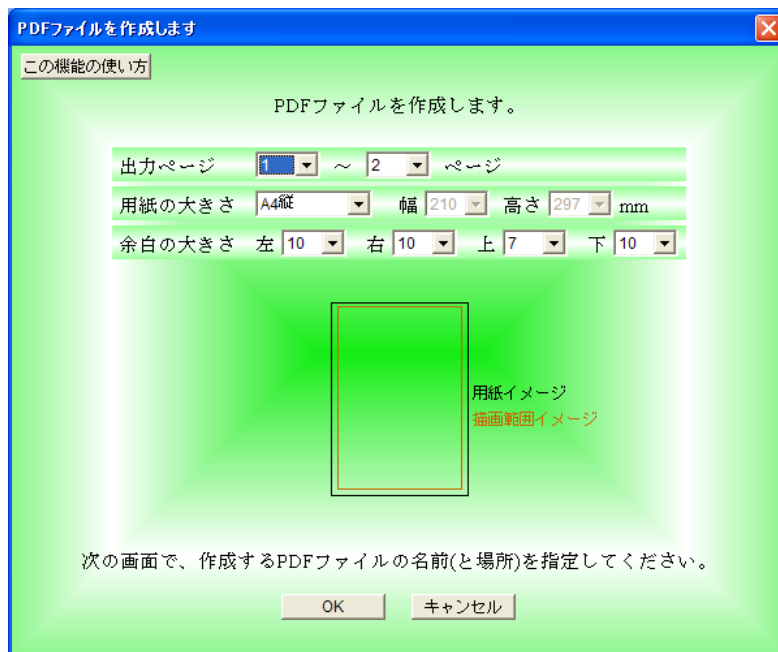 PDFファイルを作成します
この機能の使い方
PDFファイルを作成します。
出力ページ 1 ～ 2 ページ
用紙の大きさ A4縦 幅 210 高さ 297 mm
余白の大きさ 左 10 右 10 上 7 下 10
用紙イメージ
描画範囲イメージ
次の画面で、作成するPDFファイルの名前(と場所)を指定してください。
OK キャンセル